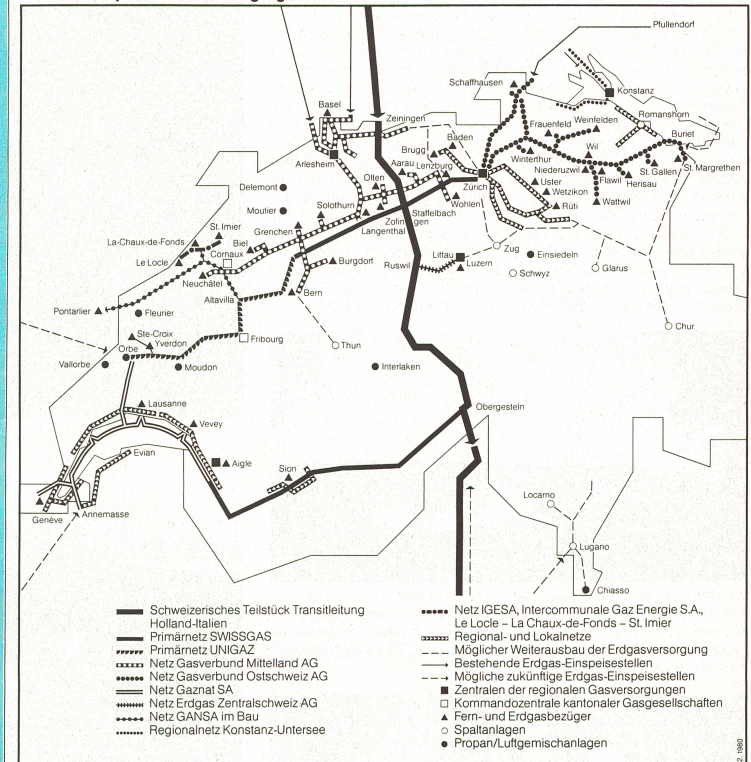 Pfullendorf
Schaffhausen
Konstanz
Basel
Zeiningen
Romanshorn
Frauenfeld
Weinfelden
Buriet
Baden
Brugg
Arlesheim
Aarau
Lenzburg
Winterthur
Wil
Niederuzwil
Flawil
Herisau
St. Gallen
St. Margrethen
Delemont
Olten
Zürich
Uster
Wetzikon
Rüti
Wattwil
Moutier
Solothurn
Wohlen
Staffelbach
Zofingen
Langenthal
Grenchen
St. Imier
La-Chaux-de-Fonds
Biel
Cornaux
Le Locle
Burgdorf
Zug
Littau
Luzern
Einsiedeln
Ruswil
Schwyz
Glarus
Neuchâtel
Altavilla
Bern
Pontarlier
Fleurier
Ste-Croix
Yverdon
Fribourg
Thun
Chur
Orbe
Vallorbe
Moudon
Interlaken
Lausanne
Obergesteln
Vevey
Evian
Aigle
Sion
Locarno
Genève
Annemasse
Lugano
Chiasso
Schweizerisches Teilstück Transitleitung
Holland-Italien
Primärnetz SWISSGAS
Primärnetz UNIGAZ
Netz Gasverbund Mittelland AG
Netz Gasverbund Ostschweiz AG
Netz Gaznat SA
Netz Erdgas Zentralschweiz AG
Netz GANSA im Bau
Regionalnetz Konstanz-Untersee
Netz IGESA, Intercommunale Gaz Energie S.A.,
Le Locle – La Chaux-de-Fonds – St. Imier
Regional- und Lokalnetze
Möglicher Weiterausbau der Erdgasversorgung
Bestehende Erdgas-Einspeisestellen
Mögliche zukünftige Erdgas-Einspeisestellen
Zentralen der regionalen Gasversorgungen
Kommandozentrale kantonaler Gasgesellschaften
Fern- und Erdgasbezüger
Spaltanlagen
Propan/Luftgemischanlagen
2. 1980